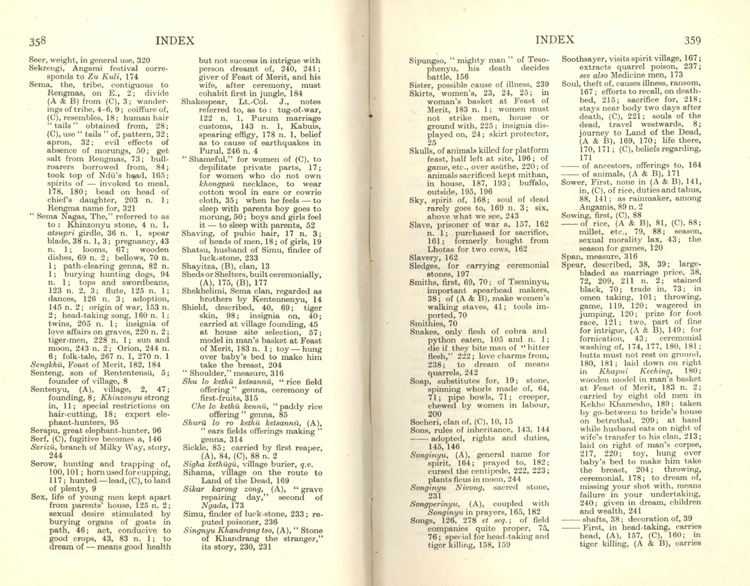 358
INDEX
Seer, weight, in general use, 320
Sekrengi, Angami festival corre-
sponds to Zu Kuli, 174
Sema, the, tribe, contiguous to
Rengmas, on E., 2; divide
(A & B) from (C), 3; wander-
ings of tribe, 4–6, 9; coiffure of,
(C), resembles, 18; human hair
"tails" obtained from, 28;
(C), use "tails" of, pattern, 32;
apron, 32; evil effects of
absence of morungs, 50; get
salt from Rengmas, 73; bull-
roarers borrowed from, 84;
took top of Ndü's head, 165;
spirits of — invoked to meal,
178, 180; bead on head of
chief's daughter, 203 n. 1;
Rengma name for, 321
"Sema Nagas, The," referred to as
to: Khinzonyu stone, 4 n. 1,
atsupri girdle, 36 n. 1, spear
blade, 38 n. 1, 3; pregnancy, 43
n. 1; looms, 67; wooden
dishes, 69 n. 2; bellows, 70 n.
1; path-clearing genna, 82 n.
1; burying hunting dogs, 94
n. 1; tops and swordbeans,
123 n. 2, 3; flute, 125 n. 1;
dances, 126 n. 3; adoption,
145 n. 2; origin of war, 153 n.
2; head-taking song, 160 n. 1;
twins, 205 n. 1; insignia of
love affairs on graves, 220 n. 2;
tiger-men, 228 n. 1; sun and
moon, 243 n. 2; Orion, 244 n.
6; folk-tale, 267 n. 1, 270 n. 1
Sengkhü, Feast of Merit, 182, 184
Senteng, son of Rententensü, 5;
founder of village, 8
Sentenyu, (A), village, 2, 47;
founding, 8; Khinzonyu strong
in, 11; special restrictions on
hair-cutting, 18; expert ele-
phant-hunters, 95
Serapu, great elephant-hunter, 96
Serf, (C), fugitive becomes a, 146
Serizü, branch of Milky Way, story,
244
Serow, hunting and trapping of,
100, 101; horn used for cupping,
117; hunted — lead, (C), to land
of plenty, 9
Sex, life of young men kept apart
from parents' house, 125 n. 2;
sexual desire stimulated by
burying organs of goats in
path, 46; act, conducive to
good crops, 43, 83 n. 1; to
dream of — means good health
but not success in intrigue with
person dreamt of, 240, 241;
giver of Feast of Merit, and his
wife, after ceremony, must
cohabit first in jungle, 184
Shakespear, Lt.-Col. J., notes
referred to, as to: tug-of-war,
122 n. 1, Purum marriage
customs, 143 n. 1, Kabuis,
spearing effigy, 178 n. 1, belief
as to cause of earthquakes in
Purul, 246 n. 4
"Shameful," for women of (C), to
depilitate private parts, 17;
for women who do not own
khongpsü necklace, to wear
cotton wool in ears or cowrie
cloth, 35; when he feels — to
sleep with parents boy goes to
morung, 50; boys and girls feel
it — to sleep with parents, 52
Shaving, of pubic hair, 17 n. 3;
of heads of men, 18; of girls, 19
Shatsu, husband of Simu, finder of
luck-stone, 233
Shayitza, (B), clan, 13
Sheds or Shelters, built ceremonially,
(A), 175, (B), 177
Shekhelimi, Sema clan, regarded as
brothers by Kentennenyu, 14
Shield, described, 40, 69; tiger
skin, 98; insignia on, 40;
carried at village founding, 45
at house site selection, 57;
model in man's basket at Feast
of Merit, 183 n. 1; toy — hung
over baby's bed to make him
take the breast, 204
"Shoulder," measure, 316
Shu lo kethü ketsannü, "rice field
offering" genna, ceremony of
first-fruits, 315
Che lo kethü kennü, "paddy rice
offering" genna, 85
Shurü lo ro kethü ketsannü, (A),
"ears fields offerings making"
genna, 314
Sickle, 85; carried by first reaper,
(A), 84, (C), 88 n. 2
Sigha kethügü, village burier, q.v.
Sihama, village on the route to
Land of the Dead, 169
Sikar karong zong, (A), "grave
repairing day," second of
Ngada, 173
Simu, finder of luck-stone, 233; re-
puted poisoner, 236
Singnyu Khandrangtso, (A), "Stone
of Khandrang the stranger,"
its story, 230, 231
INDEX
359
Sipungso, "mighty man" of Teso-
phenyu, his death decides
battle, 156
Sister, possible cause of illness, 239
Skirts, women's, 23, 24, 25; in
woman's basket at Feast of
Merit, 183 n. 1; women must
not strike men, house or
ground with, 225; insignia dis-
played on, 24; skirt protector,
25
Skulls, of animals killed for platform
feast, half left at site, 196; of
game, etc., over asüthe, 220; of
animals sacrificed kept mithan,
in house, 187, 193; buffalo,
outside, 195, 196
Sky, spirit of, 168; soul of dead
rarely goes to, 169 n. 3; six,
above what we see, 243
Slave, prisoner of war a, 157, 162
n. 1; purchased for sacrifice,
161; formerly bought from
Lhotas for two cows, 162
Slavery, 162
Sledges, for carrying ceremonial
stones, 197
Smiths, first, 69, 70; of Tseminyu,
important spearhead makers,
38; of (A & B), make women's
walking staves, 41; tools im-
ported, 70
Smithies, 70
Snakes, only flesh of cobra and
python eaten, 105 and n. 1;
die if they bite man of "bitter
flesh," 222; love charms from,
238; to dream of means
quarrels, 242
Soap, substitutes for, 19; stone,
spinning whorls made of, 64,
71; pipe bowls, 71; creeper,
chewed by women in labour,
200
Socheri, clan of, (C), 10, 15
Son, rules of inheritance, 143, 144
—— adopted, rights and duties,
145, 146
Songinyu, (A), general name for
spirit, 164; prayed to, 182;
cursed the centipede, 222, 223;
plants ficus in moon, 244
Songinyu Nivong, sacred stone,
231
Songperinyu, (A), coupled with
Songinyu in prayers, 165, 182
Songs, 126, 278 et seq.; of field
companies quite proper, 75,
76; special for head-taking and
tiger killing, 158, 159
Soothsayer, visits spirit village, 167;
extracts quarrel poison, 237;
see also Medicine men, 173
Soul, theft of, causes illness, ransom,
167; efforts to recall, on death-
bed, 215; sacrifice for, 218;
stays near body two days after
death, (C), 221; souls of the
dead, travel westwards, 8;
journey to Land of the Dead,
(A & B), 169, 170; life there,
170, 171; (C), beliefs regarding,
171
—— of ancestors, offerings to, 164
—— of animals, (A & B), 171
Sower, First, none in (A & B), 141,
in, (C), of rice, duties and tabus,
88, 141; as rainmaker, among
Angamis, 89 n. 2
Sowing, first, (C), 88
—— of rice, (A & B), 81, (C), 88;
millet, etc., 79, 88; season,
sexual morality lax, 43; the
season for games, 120
Span, measure, 316
Spear, described, 38, 39; large-
bladed as marriage price, 38,
72, 209, 211 n. 2; stained
black, 70; trade in, 73; in
omen taking, 101; throwing,
game, 119, 120; wagered in
jumping, 120; prize for foot
race, 121; two, part of fine
for intrigue, (A & B), 149; for
fornication, 43; ceremonial
washing of, 174, 177, 180, 181;
butts must not rest on ground,
180, 181; laid down on right
in Khapui Keching, 180;
wooden model in man's basket
at Feast of Merit, 183 n. 2;
carried by eight old men in
Kekhe Khamesho, 189; taken
by go-between to bride's house
on betrothal, 209; at hand
while husband eats on night of
wife's transfer to his clan, 213;
laid on right of man's corpse,
217, 220; toy, hung over
baby's bed to make him take
the breast, 204; throwing,
ceremonial, 178; to dream of,
missing your shot with, means
failure in your undertaking,
240; given in dream, children
and wealth, 241
—— shafts, 38; decoration of, 39
—— First, in head-taking, carries
head, (A), 157, (C), 160; in
tiger killing, (A & B), carries